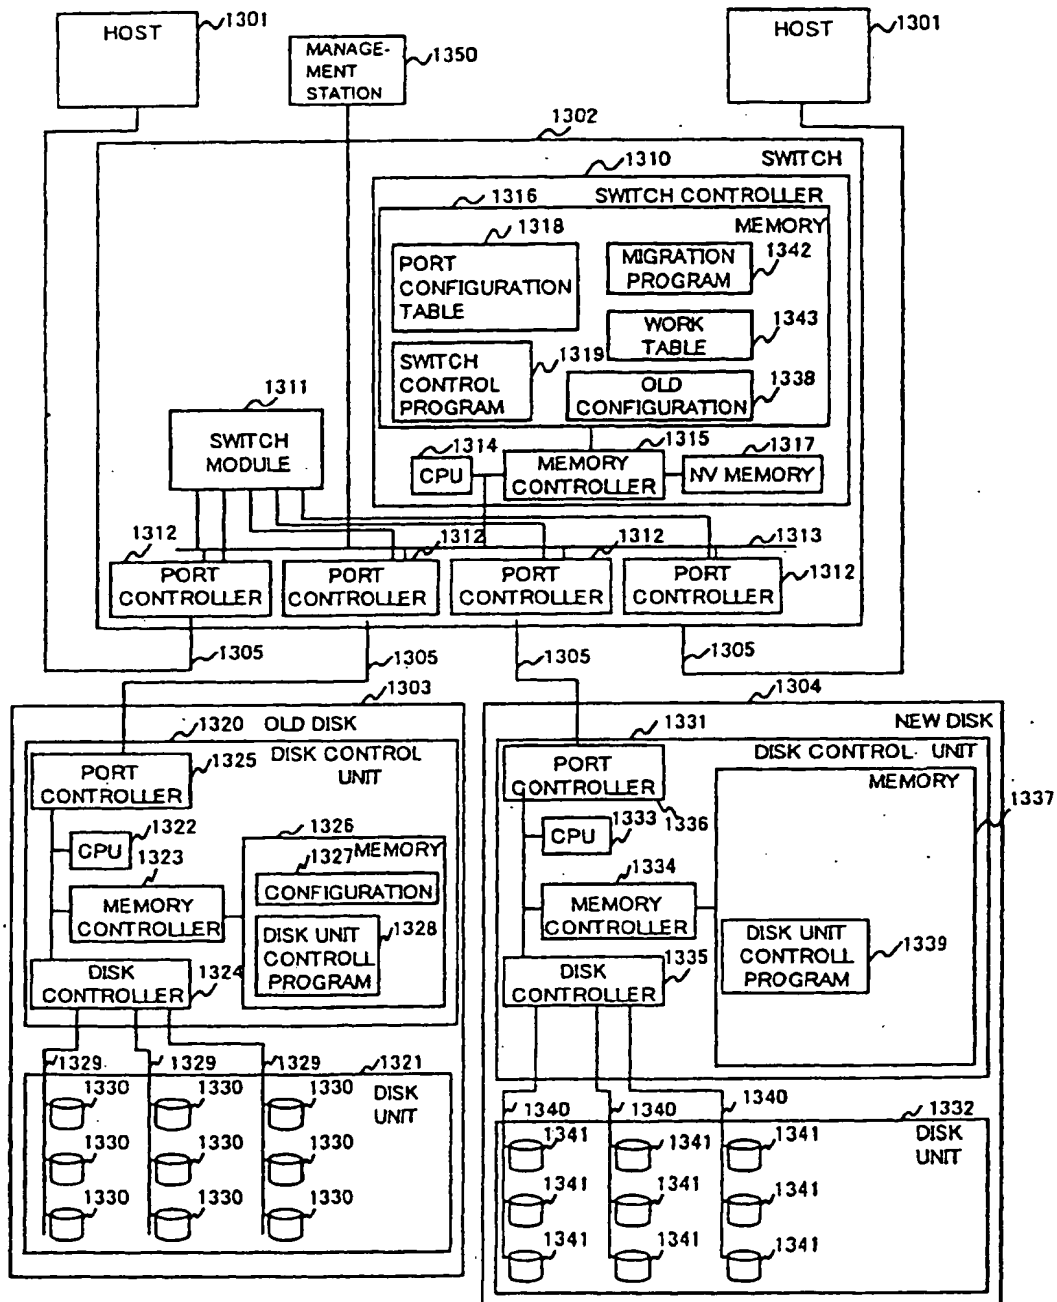 HOST
1301
MANAGE-
MENT
STATION
1350
HOST
1301
1302
SWITCH
1310
SWITCH CONTROLLER
1316
MEMORY
1318
PORT
CONFIGURATION
TABLE
MIGRATION
PROGRAM
1342
WORK
TABLE
1343
SWITCH
CONTROL
PROGRAM
1319
OLD
CONFIGURATION
1338
1311
SWITCH
MODULE
1314
CPU
1315
MEMORY
CONTROLLER
1317
NV MEMORY
1313
1312
PORT
CONTROLLER
1312
PORT
CONTROLLER
1312
PORT
CONTROLLER
1312
PORT
CONTROLLER
1305
1305
1305
1305
1303
OLD DISK
1320
DISK CONTROL
UNIT
PORT
CONTROLLER
1325
1322
CPU
1323
MEMORY
CONTROLLER
1326
MEMORY
1327
CONFIGURATION
DISK UNIT
CONTROLL
PROGRAM
1328
DISK
CONTROLLER
1324
1329
1329
1329
1321
DISK
UNIT
1330
1330
1330
1330
1330
1330
1330
1330
1330
1304
NEW DISK
1331
DISK CONTROL UNIT
PORT
CONTROLLER
1336
MEMORY
1337
CPU
1333
1334
MEMORY
CONTROLLER
DISK UNIT
CONTROLL
PROGRAM
1339
DISK
CONTROLLER
1335
1340
1340
1340
1332
DISK
UNIT
1341
1341
1341
1341
1341
1341
1341
1341
1341